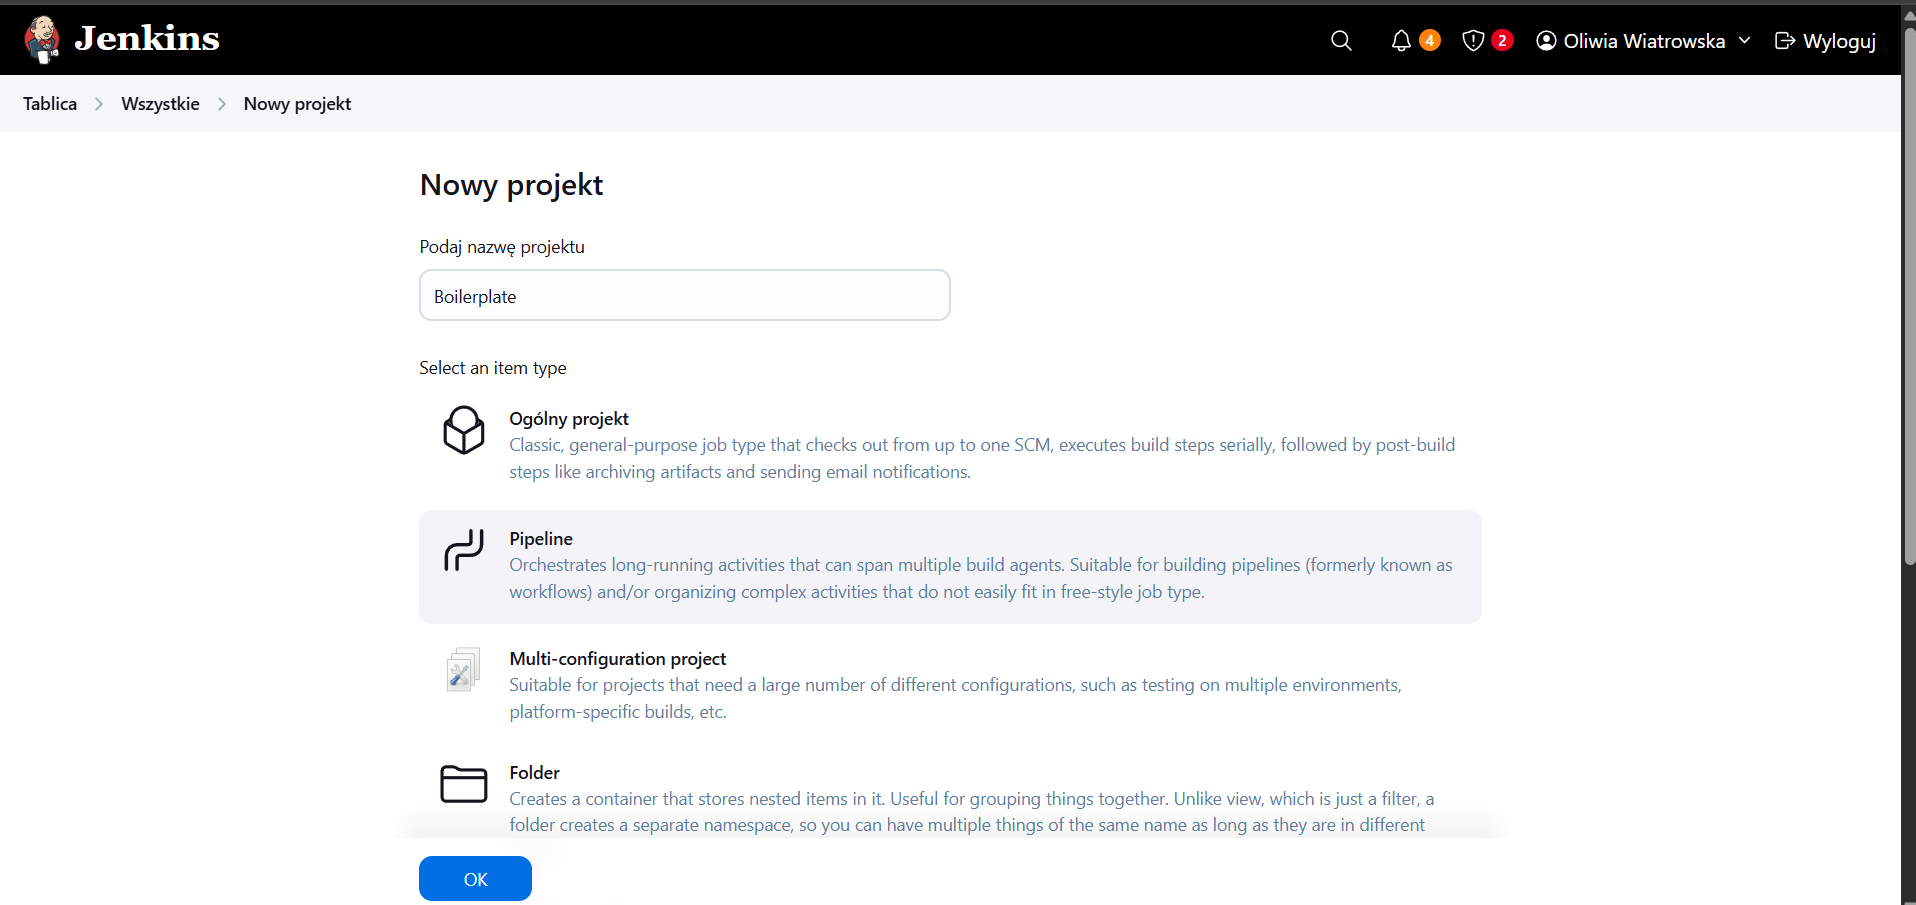 Jenkins
4
2
Oliwia Wiatrowska
Wyloguj
Tablica
Wszystkie
Nowy projekt
Nowy projekt
Podaj nazwę projektu
Boilerplate
Select an item type
Ogólny projekt
Classic, general-purpose job type that checks out from up to one SCM, executes build steps serially, followed by post-build
steps like archiving artifacts and sending email notifications.
Pipeline
Orchestrates long-running activities that can span multiple build agents. Suitable for building pipelines (formerly known as
workflows) and/or organizing complex activities that do not easily fit in free-style job type.
Multi-configuration project
Suitable for projects that need a large number of different configurations, such as testing on multiple environments,
platform-specific builds, etc.
Folder
Creates a container that stores nested items in it. Useful for grouping things together. Unlike view, which is just a filter, a
folder creates a separate namespace, so you can have multiple things of the same name as long as they are in different
OK